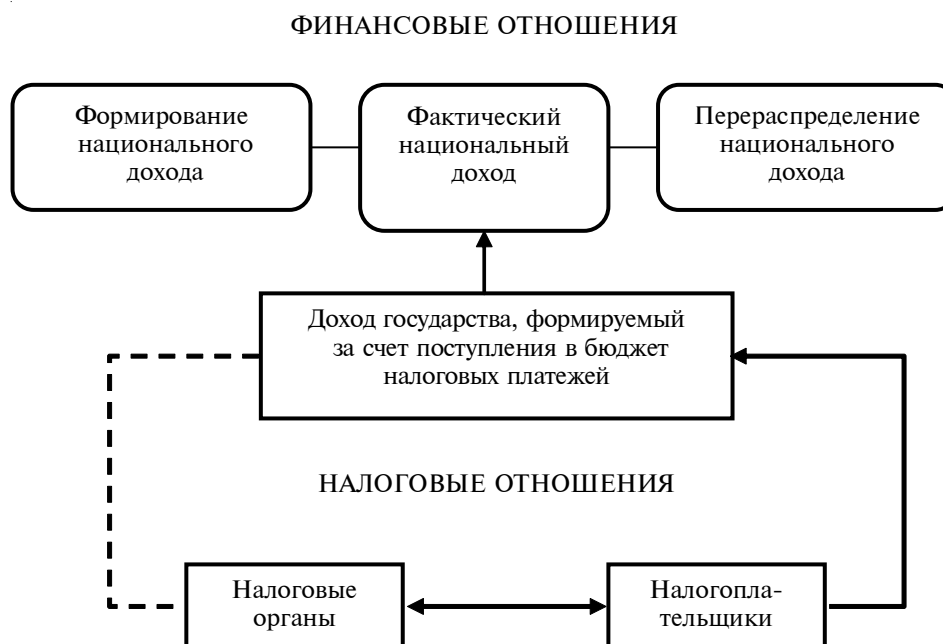 ФИНАНСОВЫЕ ОТНОШЕНИЯ
Формирование
национального
дохода
Фактический
национальный
доход
Перераспределение
национального
дохода
Доход государства, формируемый
за счет поступления в бюджет
налоговых платежей
НАЛОГОВЫЕ ОТНОШЕНИЯ
Налоговые
органы
Налогопла-
тельщики